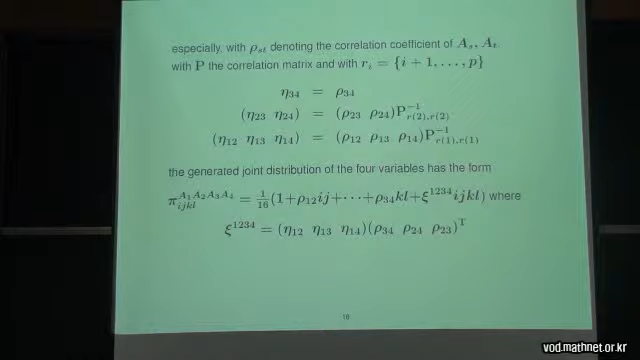 especially, with ρ_st denoting the correlation coefficient of A_s, A_t
with P the correlation matrix and with r_i = {i + 1, . . . , p}
η_34 = ρ_34
(η_23 η_24) = (ρ_23 ρ_24)P^{-1}_{r(2),r(2)}
(η_12 η_13 η_14) = (ρ_12 ρ_13 ρ_14)P^{-1}_{r(1),r(1)}
the generated joint distribution of the four variables has the form
π^{A_1A_2A_3A_4}_{ijkl} = 1/16(1+ρ_12ij+···+ρ_34kl+ξ^{1234}ijkl) where
ξ^{1234} = (η_12 η_13 η_14)(ρ_34 ρ_24 ρ_23)^T
16
vod.mathnet.or.kr